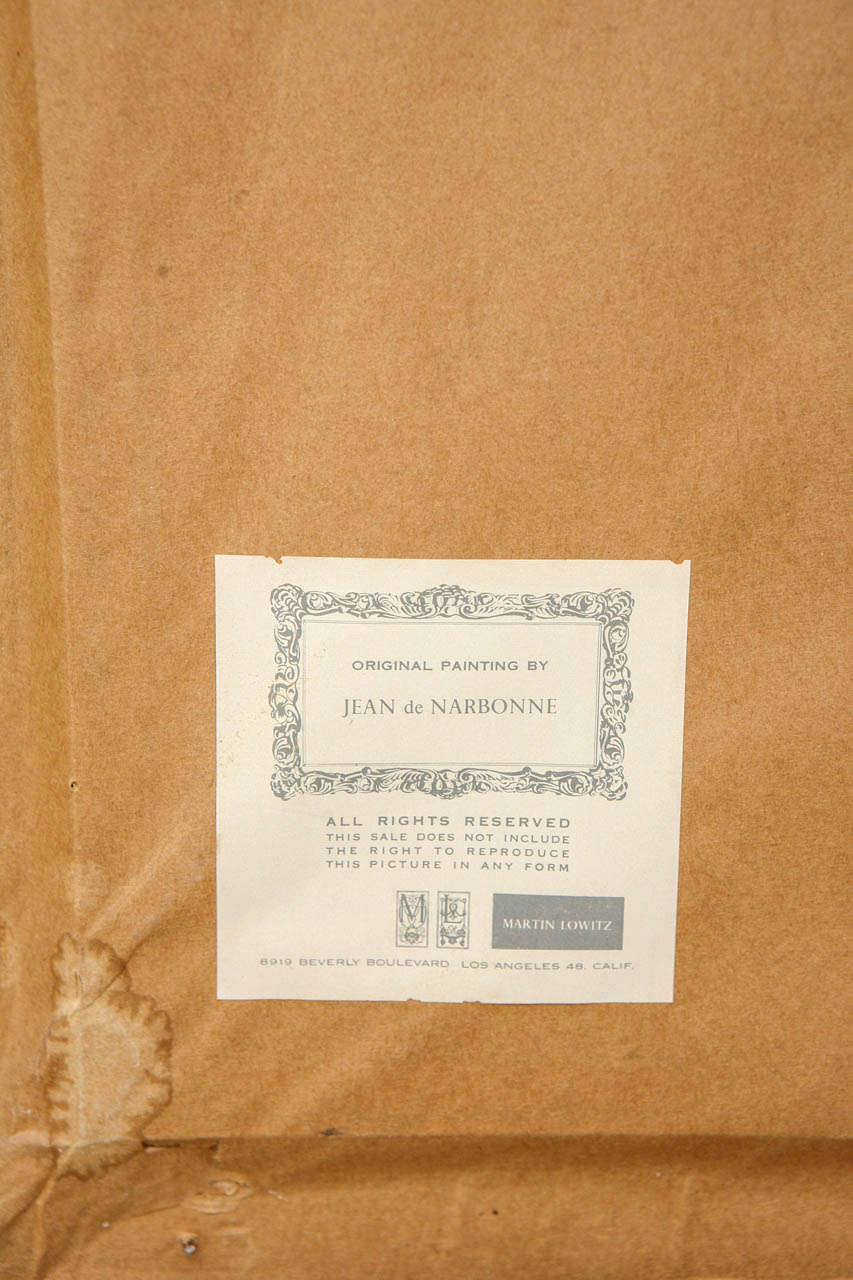 ORIGINAL PAINTING BY
JEAN de NARBONNE
ALL RIGHTS RESERVED
THIS SALE DOES NOT INCLUDE
THE RIGHT TO REPRODUCE
THIS PICTURE IN ANY FORM
M L MARTIN LOWITZ
8919 BEVERLY BOULEVARD LOS ANGELES 48, CALIF.